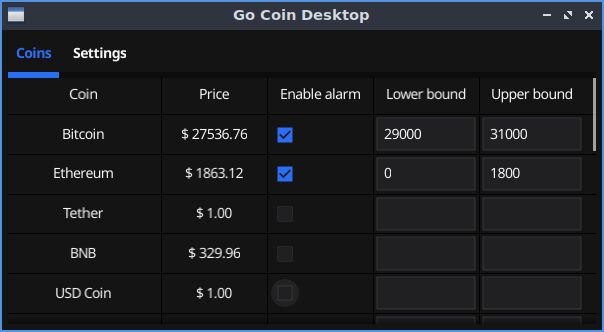 Go Coin Desktop
Coins Settings
Coin Price Enable alarm Lower bound Upper bound
Bitcoin $ 27536.76 29000 31000
Ethereum $ 1863.12 0 1800
Tether $ 1.00
BNB $ 329.96
USD Coin $ 1.00